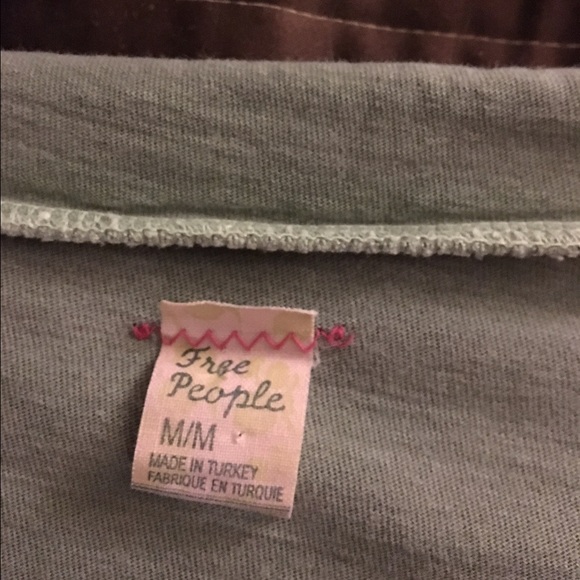 Free
People
M/M
MADE IN TURKEY
FABRIQUE EN TURQUIE